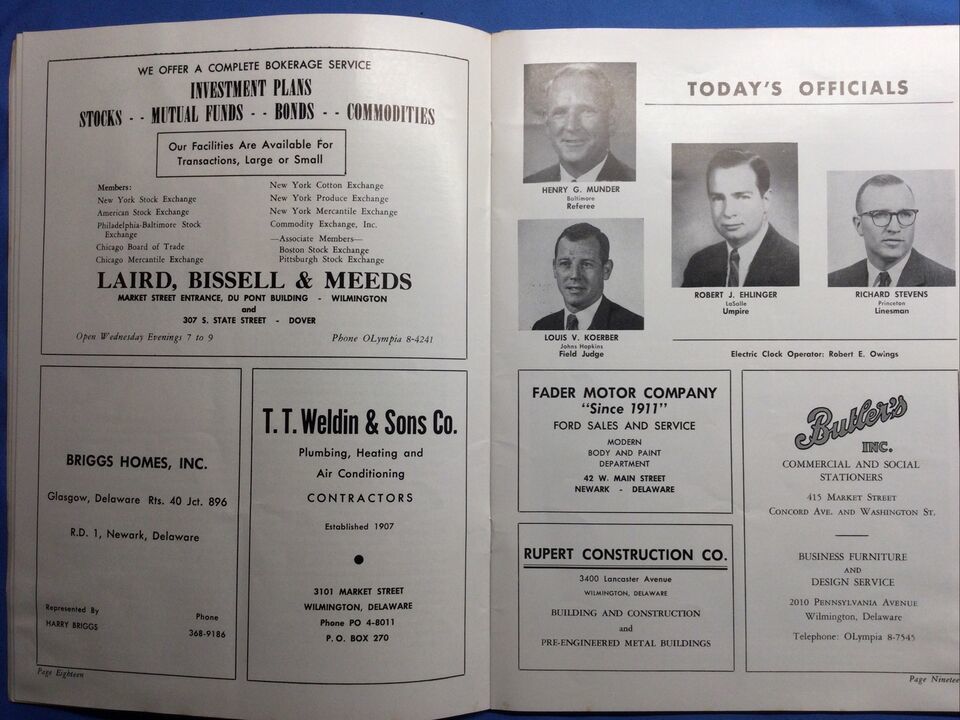 WE OFFER A COMPLETE BOKERAGE SERVICE
INVESTMENT PLANS
STOCKS - - MUTUAL FUNDS - - BONDS - - COMMODITIES
Our Facilities Are Available For
Transactions, Large or Small
Members:
New York Stock Exchange
American Stock Exchange
Philadelphia-Baltimore Stock
Exchange
Chicago Board of Trade
Chicago Mercantile Exchange
New York Cotton Exchange
New York Produce Exchange
New York Mercantile Exchange
Commodity Exchange, Inc.
—Associate Members—
Boston Stock Exchange
Pittsburgh Stock Exchange
LAIRD, BISSELL & MEEDS
MARKET STREET ENTRANCE, DU PONT BUILDING - WILMINGTON
and
307 S. STATE STREET - DOVER
Open Wednesday Evenings 7 to 9
Phone OLympia 8-4241
BRIGGS HOMES, INC.
Glasgow, Delaware Rts. 40 Jct. 896
R.D. 1, Newark, Delaware
Represented By
HARRY BRIGGS
Phone
368-9186
T. T. Weldin & Sons Co.
Plumbing, Heating and
Air Conditioning
CONTRACTORS
Established 1907
3101 MARKET STREET
WILMINGTON, DELAWARE
Phone PO 4-8011
P. O. BOX 270
Page Eighteen
TODAY'S OFFICIALS
HENRY G. MUNDER
Baltimore
Referee
LOUIS V. KOERBER
Johns Hopkins
Field Judge
ROBERT J. EHLINGER
LaSalle
Umpire
RICHARD STEVENS
Princeton
Linesman
Electric Clock Operator: Robert E. Owings
FADER MOTOR COMPANY
"Since 1911"
FORD SALES AND SERVICE
MODERN
BODY AND PAINT
DEPARTMENT
42 W. MAIN STREET
NEWARK - DELAWARE
RUPERT CONSTRUCTION CO.
3400 Lancaster Avenue
WILMINGTON, DELAWARE
BUILDING AND CONSTRUCTION
and
PRE-ENGINEERED METAL BUILDINGS
Butler's
INC.
COMMERCIAL AND SOCIAL
STATIONERS
415 MARKET STREET
CONCORD AVE. AND WASHINGTON ST.
BUSINESS FURNITURE
AND
DESIGN SERVICE
2010 PENNSYLVANIA AVENUE
Wilmington, Delaware
Telephone: OLympia 8-7545
Page Ninetee